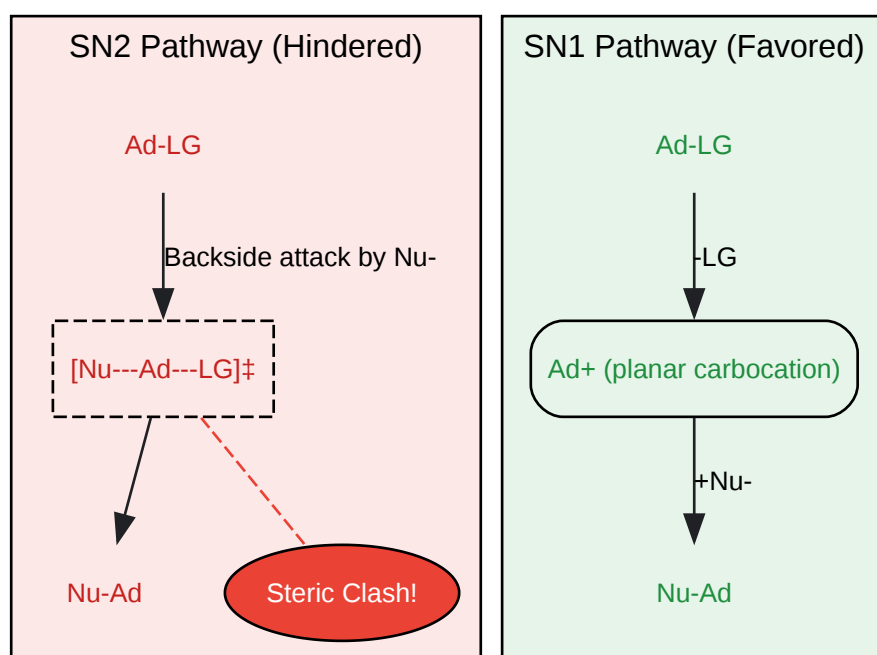 SN2 Pathway (Hindered)
Ad-LG
Backside attack by Nu-
[Nu---Ad---LG]‡
Nu-Ad
Steric Clash!
SN1 Pathway (Favored)
Ad-LG
-LG
Ad+ (planar carbocation)
+Nu-
Nu-Ad